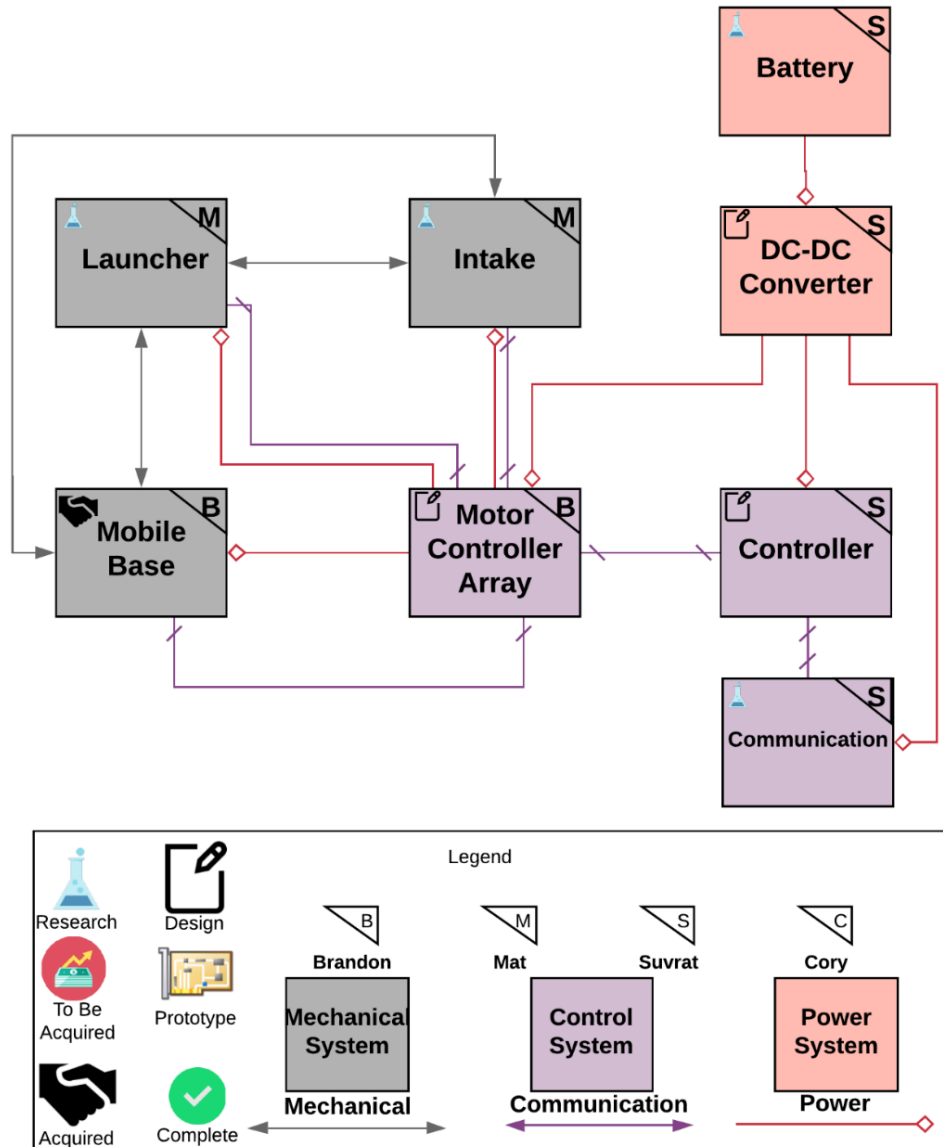 S
Battery
M
Launcher
M
Intake
S
DC-DC
Converter
B
Mobile
Base
B
Motor
Controller
Array
S
Controller
S
Communication
Legend
Research
Design
B
Brandon
M
Mat
S
Suvrat
C
Cory
To Be
Acquired
Prototype
Mechanical
System
Control
System
Power
System
Acquired
Complete
Mechanical
Communication
Power